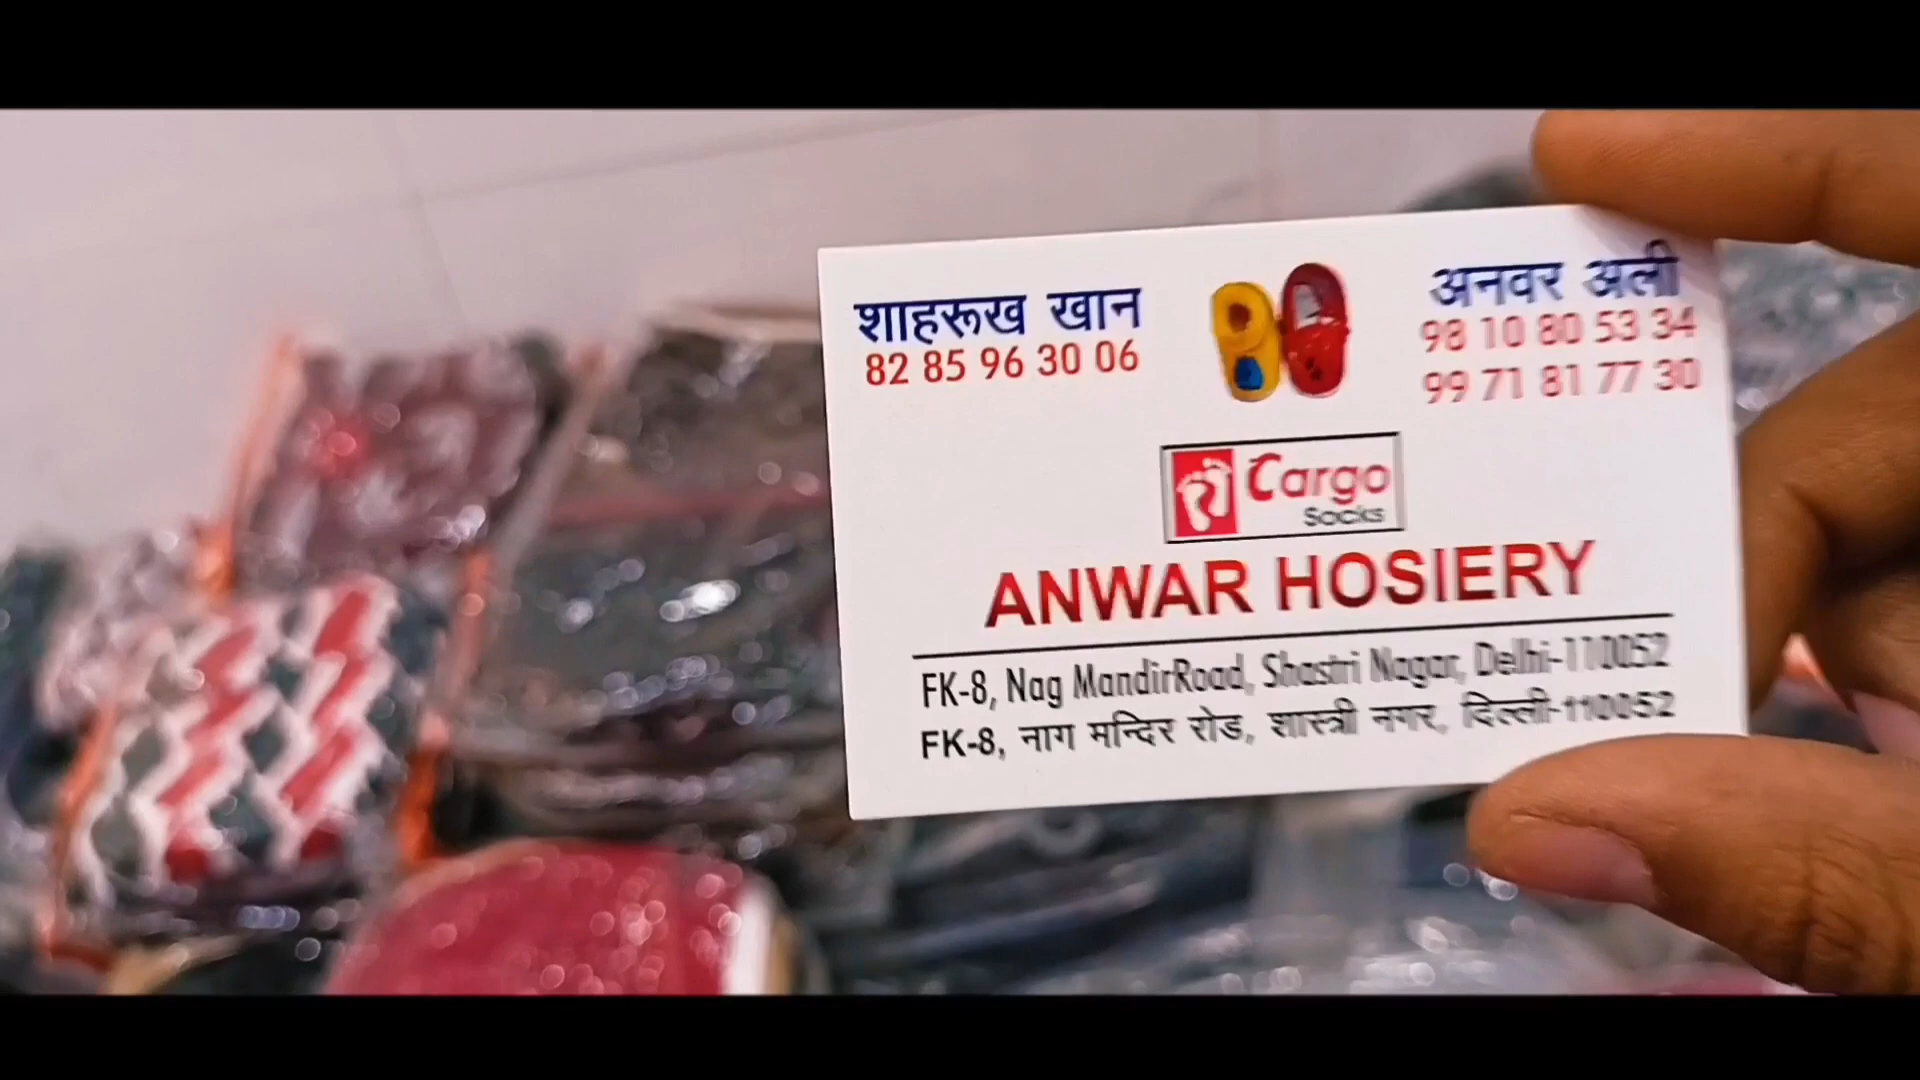 शाहरूख खान
82 85 96 30 06
अनवर अली
98 10 80 53 34
99 71 81 77 30
Cargo
Socks
ANWAR HOSIERY
FK-8, Nag MandirRoad, Shastri Nagar, Delhi-110052
FK-8, नाग मन्दिर रोड, शास्त्री नगर, दिल्ली-110052